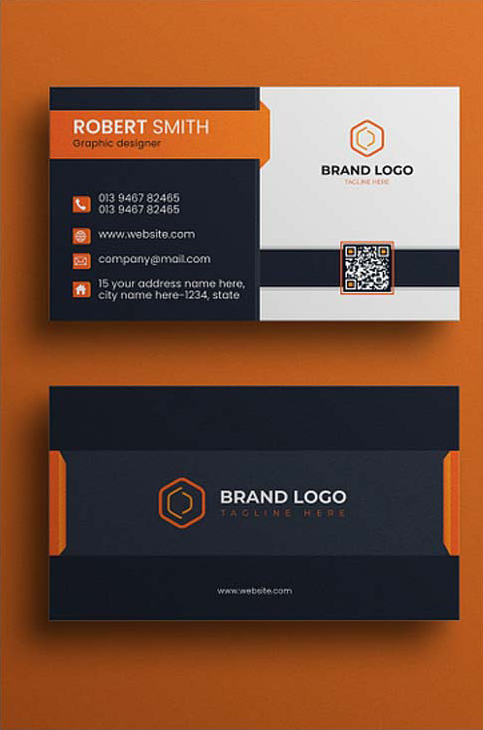 ROBERT SMITH
Graphic designer
013 9467 82465
013 9467 82465
www.website.com
company@mail.com
15 your address name here,
city name here-1234, state
BRAND LOGO
TAGLINE HERE
BRAND LOGO
TAGLINE HERE
www.website.com